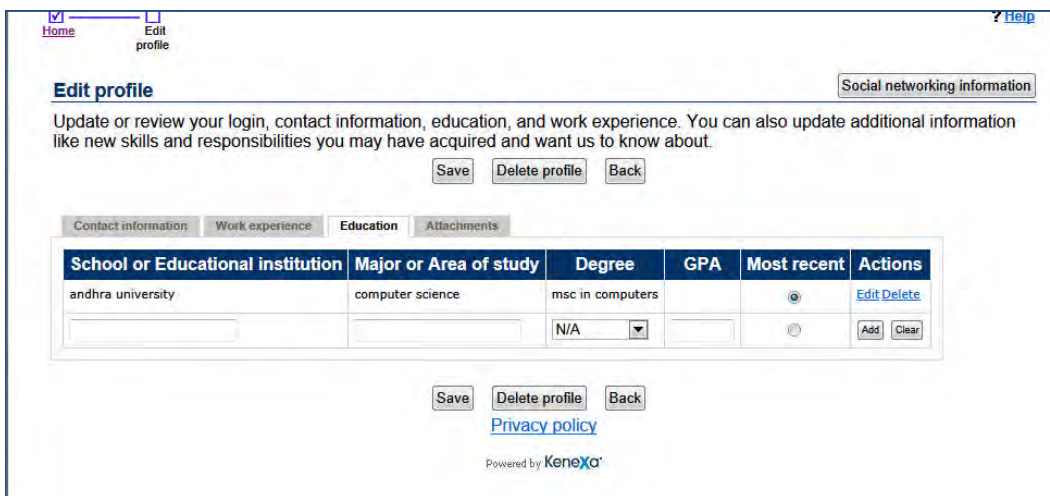 ? Help
Home Edit
profile
Edit profile Social networking information
Update or review your login, contact information, education, and work experience. You can also update additional information
like new skills and responsibilities you may have acquired and want us to know about.
Save Delete profile Back
Contact information Work experience Education Attachments
School or Educational institution Major or Area of study Degree GPA Most recent Actions
andhra university computer science msc in computers Edit Delete
N/A Add Clear
Save Delete profile Back
Privacy policy
Powered by Kenexa